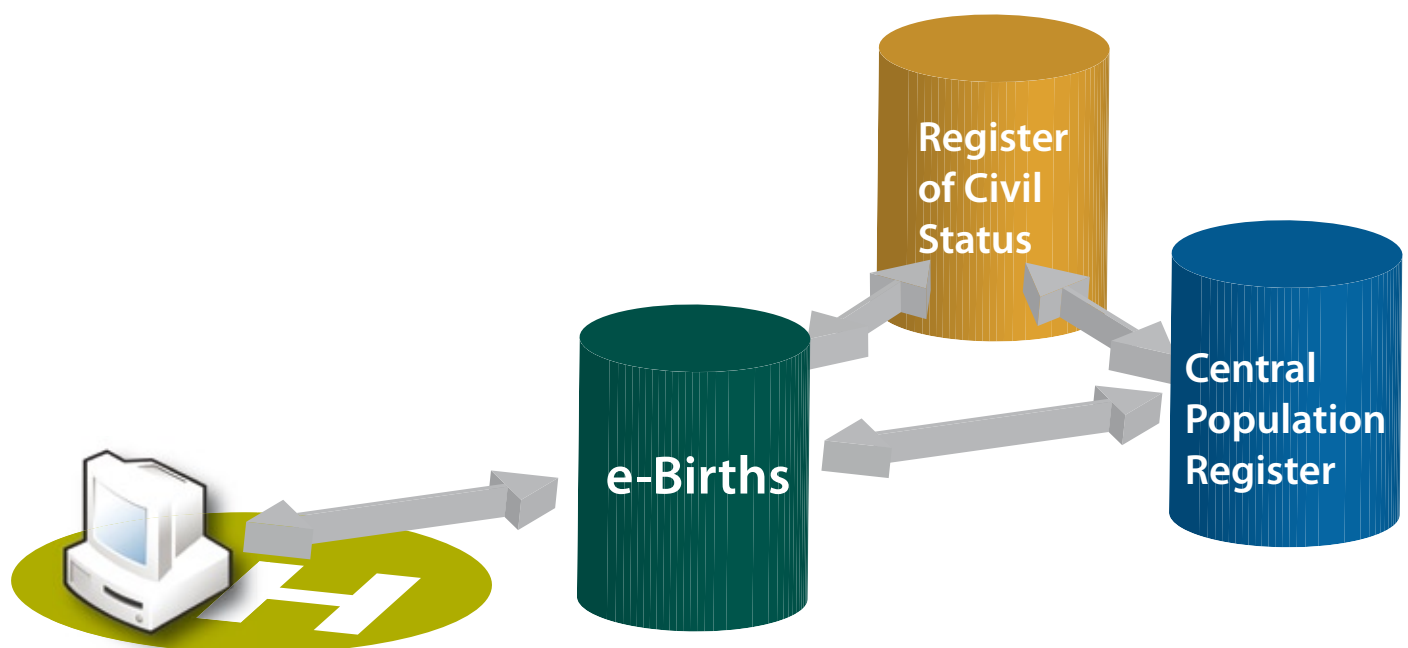 Register
of Civil
Status
Central
Population
Register
e-Births
H